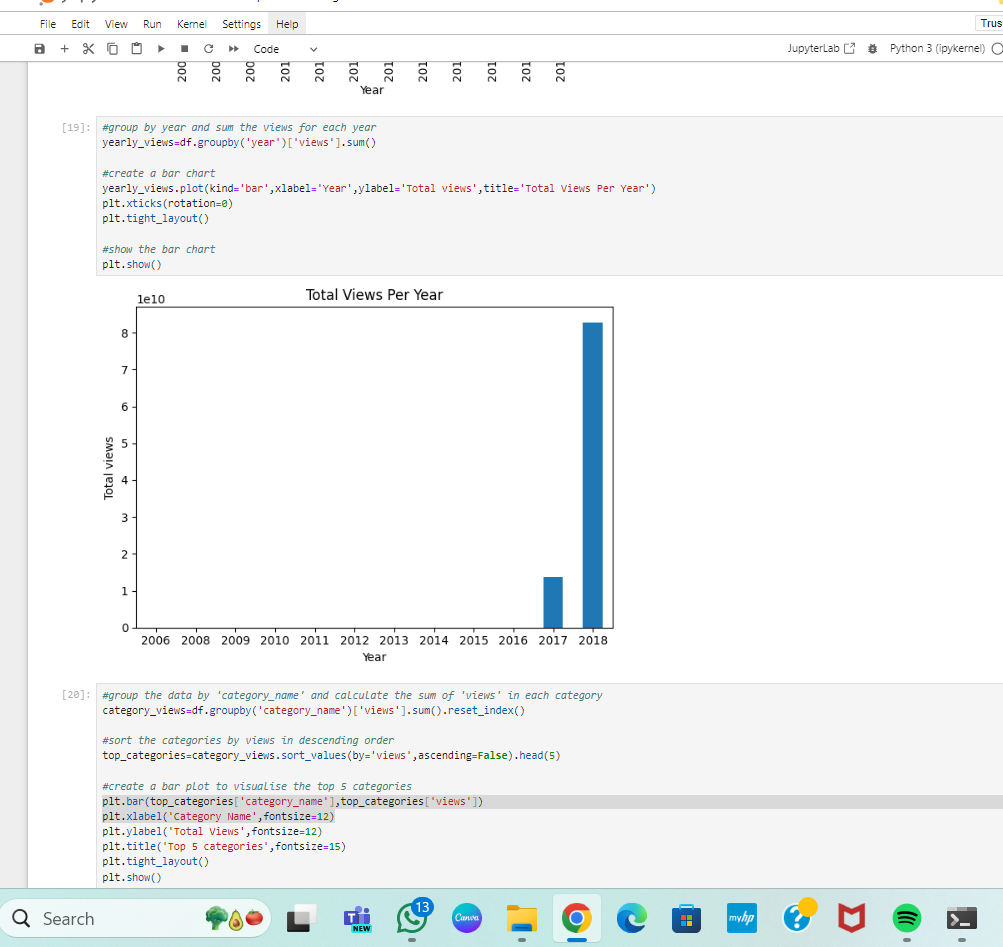 File Edit View Run Kernel Settings Help
Trus
Code
JupyterLab Python 3 (ipykernel)
200 200 200 201 201 201 201 201 201 201 201 201
Year
[19]: #group by year and sum the views for each year
yearly_views=df.groupby('year')['views'].sum()
#create a bar chart
yearly_views.plot(kind='bar',xlabel='Year',ylabel='Total views',title='Total Views Per Year')
plt.xticks(rotation=0)
plt.tight_layout()
#show the bar chart
plt.show()
Total Views Per Year
1e10
8
7
6
5
4
3
2
1
0
Total views
2006 2008 2009 2010 2011 2012 2013 2014 2015 2016 2017 2018
Year
[20]: #group the data by 'category_name' and calculate the sum of 'views' in each category
category_views=df.groupby('category_name')['views'].sum().reset_index()
#sort the categories by views in descending order
top_categories=category_views.sort_values(by='views',ascending=False).head(5)
#create a bar plot to visualise the top 5 categories
plt.bar(top_categories['category_name'],top_categories['views'])
plt.xlabel('Category Name',fontsize=12)
plt.ylabel('Total Views',fontsize=12)
plt.title('Top 5 categories',fontsize=15)
plt.tight_layout()
plt.show()
Search
NEW
13
Canva
myhp